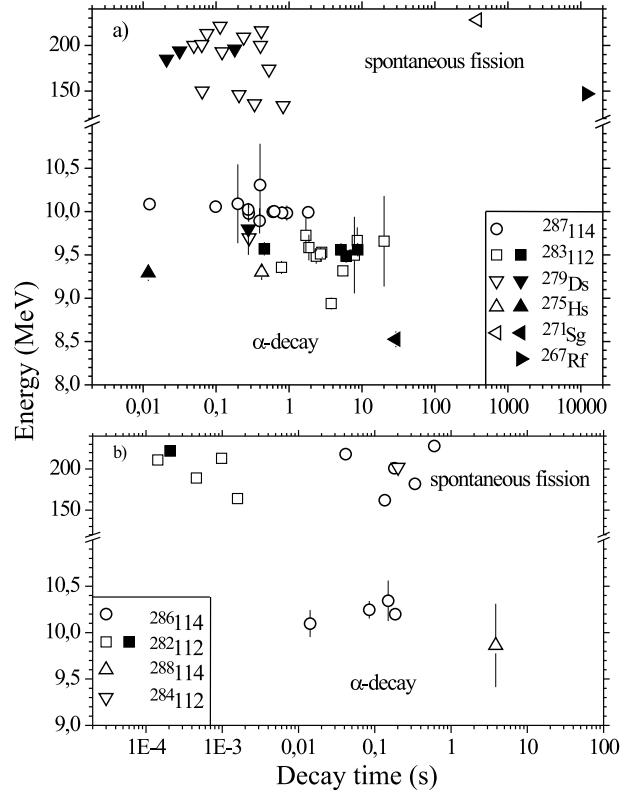 a)
spontaneous fission
200
150
10,5
10,0
9,5
9,0
8,5
8,0
α-decay
²⁸⁷114
²⁸³112
²⁷⁹Ds
²⁷⁵Hs
²⁷¹Sg
²⁶⁷Rf
0,01 0,1 1 10 100 1000 10000
Energy (MeV)
b)
spontaneous fission
200
150
10,5
10,0
9,5
9,0
α-decay
²⁸⁶114
²⁸²112
²⁸⁸114
²⁸⁴112
1E-4 1E-3 0,01 0,1 1 10 100
Decay time (s)